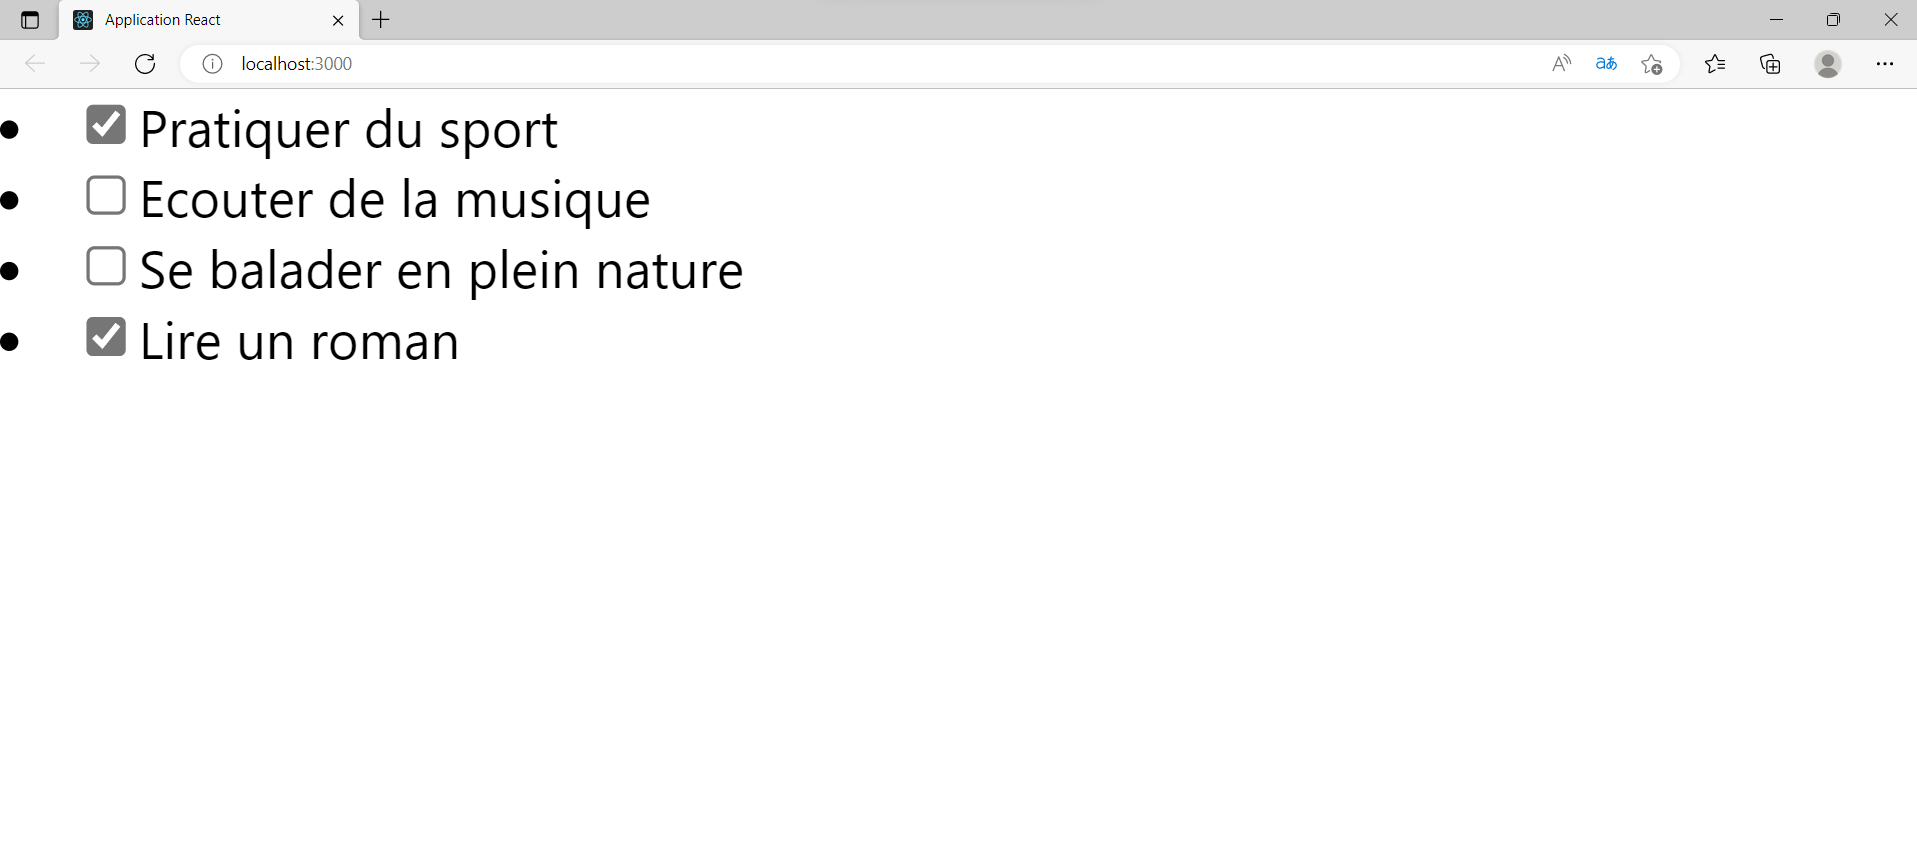 Application React
localhost:3000
Pratiquer du sport
Ecouter de la musique
Se balader en plein nature
Lire un roman